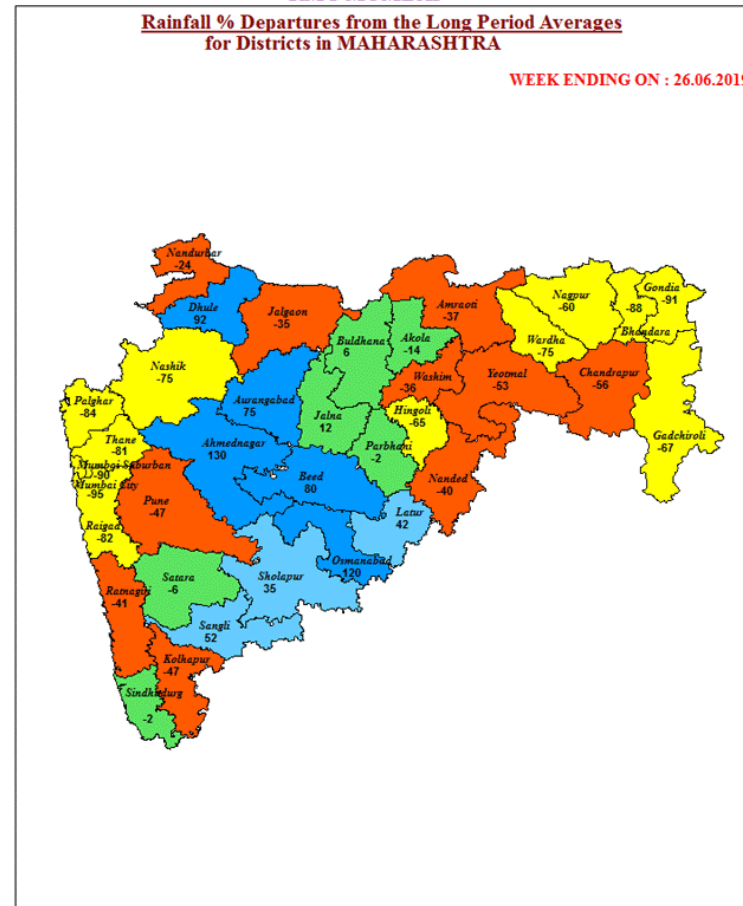 Rainfall % Departures from the Long Period Averages
for Districts in MAHARASHTRA
WEEK ENDING ON : 26.06.2019
Nandurbar
-24
Dhule
92
Jalgaon
-35
Buldhana
6
Akola
-14
Amraoti
-37
Nagpur
-60
Wardha
-75
-88
Bhandara
Gondia
-91
Nashik
-75
Aurangabad
75
Jalna
12
Washim
-36
Hingoli
-65
Yeotmal
-53
Chandrapur
-56
Gadchiroli
-67
Palghar
-84
Thane
-81
Mumbai Suburban
-90
Mumbai City
-95
Raigad
-82
Ahmednagar
130
Parbhani
-2
Beed
80
Nanded
-40
Pune
-47
Latur
42
Osmanabad
120
Ratnagiri
-41
Satara
-6
Sholapur
35
Sangli
52
Kolhapur
-47
Sindhudurg
-2